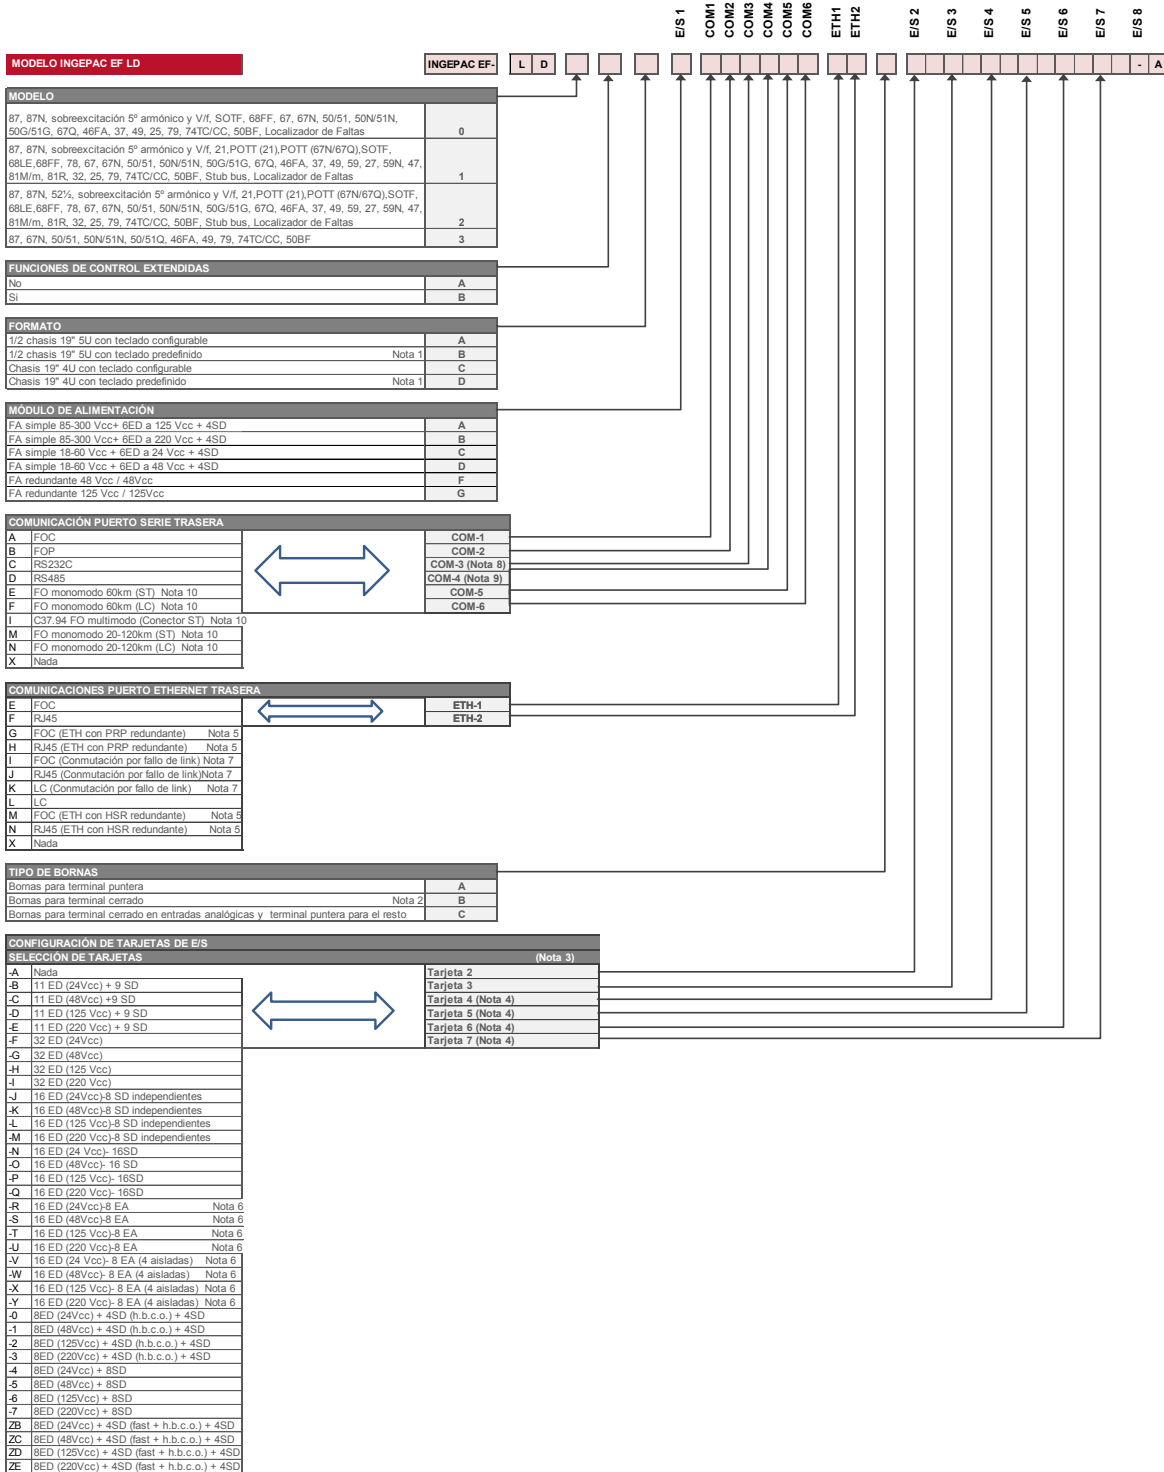 E/S 1 COM1 COM2 COM3 COM4 COM5 COM6 ETH1 ETH2 E/S 2 E/S 3 E/S 4 E/S 5 E/S 6 E/S 7 E/S 8
MODELO INGEPAC EF LD INGEPAC EF- L D - A
MODELO
87, 87N, sobreexcitación 5º armónico y V/f, SOTF, 68FF, 67, 67N, 50/51, 50N/51N,
50G/51G, 67Q, 46FA, 37, 49, 25, 79, 74TC/CC, 50BF, Localizador de Faltas 0
87, 87N, sobreexcitación 5º armónico y V/f, 21,POTT (21),POTT (67N/67Q),SOTF,
68LE,68FF, 78, 67, 67N, 50/51, 50N/51N, 50G/51G, 67Q, 46FA, 37, 49, 59, 27, 59N, 47,
81M/m, 81R, 32, 25, 79, 74TC/CC, 50BF, Stub bus, Localizador de Faltas 1
87, 87N, 52½, sobreexcitación 5º armónico y V/f, 21,POTT (21),POTT (67N/67Q),SOTF,
68LE,68FF, 78, 67, 67N, 50/51, 50N/51N, 50G/51G, 67Q, 46FA, 37, 49, 59, 27, 59N, 47,
81M/m, 81R, 32, 25, 79, 74TC/CC, 50BF, Stub bus, Localizador de Faltas 2
87, 67N, 50/51, 50N/51N, 50/51Q, 46FA, 49, 79, 74TC/CC, 50BF 3
FUNCIONES DE CONTROL EXTENDIDAS
No A
Si B
FORMATO
1/2 chasis 19" 5U con teclado configurable A
1/2 chasis 19" 5U con teclado predefinido Nota 1 B
Chasis 19" 4U con teclado configurable C
Chasis 19" 4U con teclado predefinido Nota 1 D
MÓDULO DE ALIMENTACIÓN
FA simple 85-300 Vcc+ 6ED a 125 Vcc + 4SD A
FA simple 85-300 Vcc + 6ED a 220 Vcc + 4SD B
FA simple 18-60 Vcc + 6ED a 24 Vcc + 4SD C
FA simple 18-60 Vcc + 6ED a 48 Vcc + 4SD D
FA redundante 48 Vcc / 48Vcc F
FA redundante 125 Vcc / 125Vcc G
COMUNICACIÓN PUERTO SERIE TRASERA
A FOC COM-1
B FOP COM-2
C RS232C COM-3 (Nota 8)
D RS485 COM-4 (Nota 9)
E FO monomodo 60km (ST) Nota 10 COM-5
F FO monomodo 60km (LC) Nota 10 COM-6
I C37.94 FO multimodo (Conector ST) Nota 10
M FO monomodo 20-120km (ST) Nota 10
N FO monomodo 20-120km (LC) Nota 10
X Nada
COMUNICACIONES PUERTO ETHERNET TRASERA
E FOC ETH-1
F RJ45 ETH-2
G FOC (ETH con PRP redundante) Nota 5
H RJ45 (ETH con PRP redundante) Nota 5
I FOC (Conmutación por fallo de link) Nota 7
J RJ45 (Conmutación por fallo de link)Nota 7
K LC (Conmutación por fallo de link) Nota 7
L LC
M FOC (ETH con HSR redundante) Nota 5
N RJ45 (ETH con HSR redundante) Nota 5
X Nada
TIPO DE BORNAS
Bornas para terminal puntera A
Bornas para terminal cerrado Nota 2 B
Bornas para terminal cerrado en entradas analógicas y terminal puntera para el resto C
CONFIGURACIÓN DE TARJETAS DE E/S
SELECCIÓN DE TARJETAS (Nota 3)
-A Nada Tarjeta 2
-B 11 ED (24Vcc) + 9 SD Tarjeta 3
-C 11 ED (48Vcc) +9 SD Tarjeta 4 (Nota 4)
-D 11 ED (125 Vcc) + 9 SD Tarjeta 5 (Nota 4)
-E 11 ED (220 Vcc) + 9 SD Tarjeta 6 (Nota 4)
-F 32 ED (24Vcc) Tarjeta 7 (Nota 4)
-G 32 ED (48Vcc)
-H 32 ED (125 Vcc)
-I 32 ED (220 Vcc)
-J 16 ED (24Vcc)-8 SD independientes
-K 16 ED (48Vcc)-8 SD independientes
-L 16 ED (125 Vcc)-8 SD independientes
-M 16 ED (220 Vcc)-8 SD independientes
-N 16 ED (24 Vcc)- 16SD
-O 16 ED (48Vcc)- 16 SD
-P 16 ED (125 Vcc)- 16SD
-Q 16 ED (220 Vcc)- 16SD
-R 16 ED (24Vcc)-8 EA Nota 6
-S 16 ED (48Vcc)-8 EA Nota 6
-T 16 ED (125 Vcc)-8 EA Nota 6
-U 16 ED (220 Vcc)-8 EA Nota 6
-V 16 ED (24 Vcc)- 8 EA (4 aisladas) Nota 6
-W 16 ED (48Vcc)- 8 EA (4 aisladas) Nota 6
-X 16 ED (125 Vcc)- 8 EA (4 aisladas) Nota 6
-Y 16 ED (220 Vcc)- 8 EA (4 aisladas) Nota 6
-0 8ED (24Vcc) + 4SD (h.b.c.o.) + 4SD
-1 8ED (48Vcc) + 4SD (h.b.c.o.) + 4SD
-2 8ED (125Vcc) + 4SD (h.b.c.o.) + 4SD
-3 8ED (220Vcc) + 4SD (h.b.c.o.) + 4SD
-4 8ED (24Vcc) + 8SD
-5 8ED (48Vcc) + 8SD
-6 8ED (125Vcc) + 8SD
-7 8ED (220Vcc) + 8SD
ZB 8ED (24Vcc) + 4SD (fast + h.b.c.o.) + 4SD
ZC 8ED (48Vcc) + 4SD (fast + h.b.c.o.) + 4SD
ZD 8ED (125Vcc) + 4SD (fast + h.b.c.o.) + 4SD
ZE 8ED (220Vcc) + 4SD (fast + h.b.c.o.) + 4SD